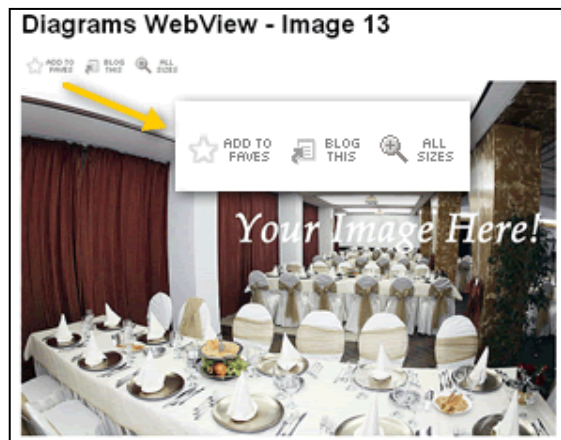 Diagrams WebView - Image 13
ADD TO FAVES BLOG THIS ALL SIZES
ADD TO BLOG ALL
FAVES THIS SIZES
Your Image Here!